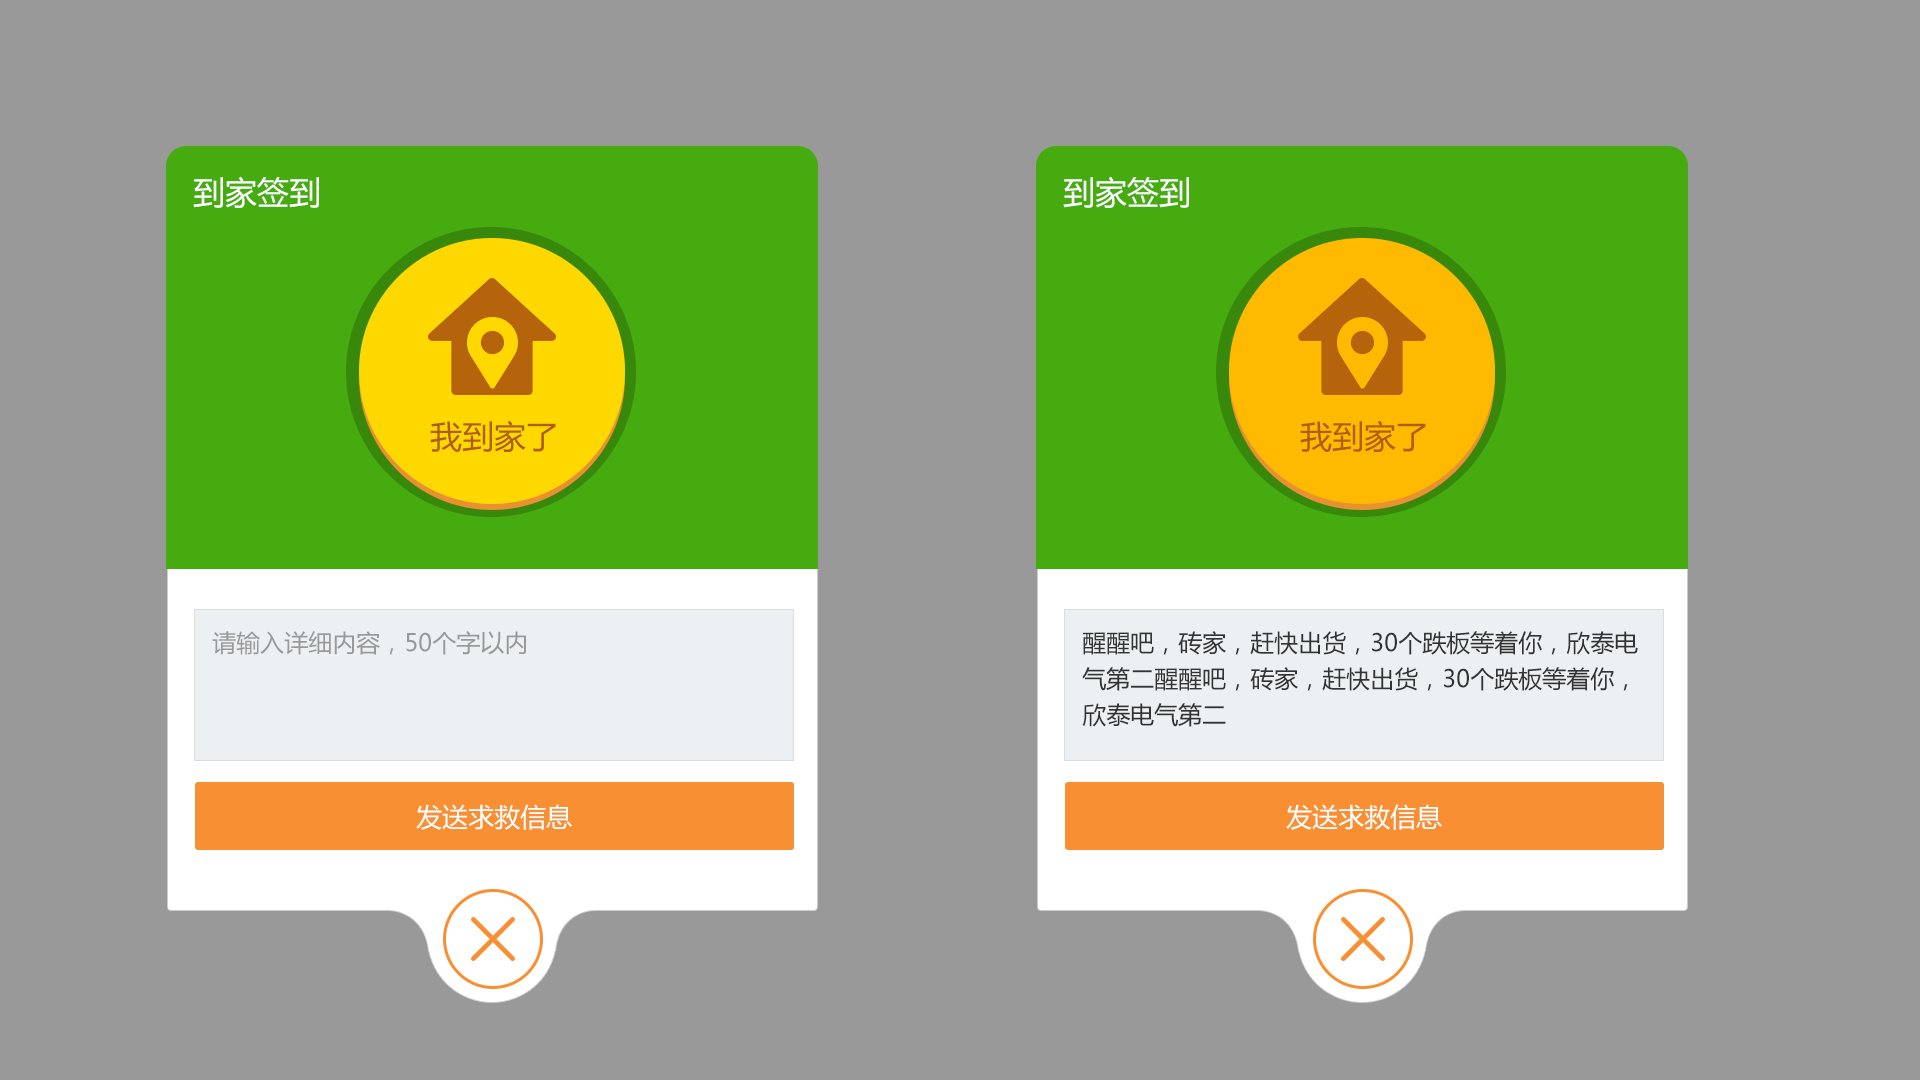 到家签到
我到家了
请输入详细内容，50个字以内
发送求救信息
到家签到
我到家了
醒醒吧，砖家，赶快出货，30个跌板等着你，欣泰电
气第二醒醒吧，砖家，赶快出货，30个跌板等着你，
欣泰电气第二
发送求救信息